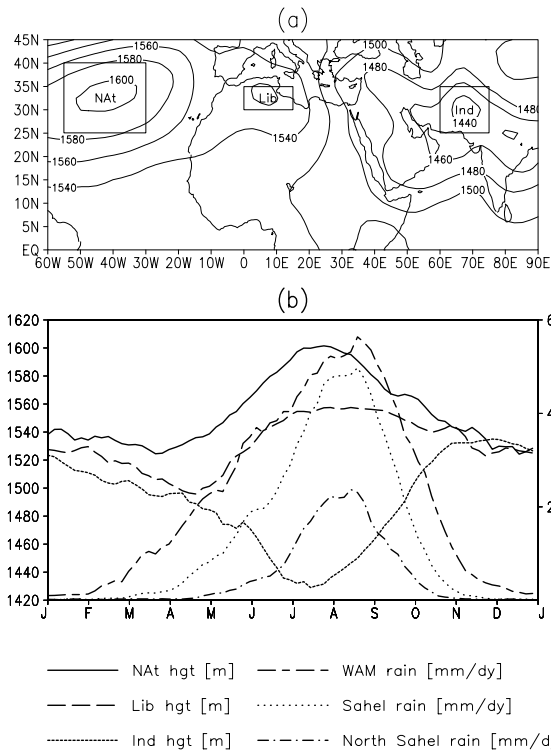 (a)
45N
40N
35N
30N
25N
20N
15N
10N
5N
EQ
1560
1580
1600
NAt
1580
1560
1540
Lib
1540
1500
1480
1480
Ind
1440
1460
1480
1500
60W 50W 40W 30W 20W 10W 0 10E 20E 30E 40E 50E 60E 70E 80E 90E
(b)
1620
1600
1580
1560
1540
1520
1500
1480
1460
1440
1420
6
4
2
J F M A M J J A S O N D J
NAt hgt [m] WAM rain [mm/dy]
Lib hgt [m] Sahel rain [mm/dy]
Ind hgt [m] North Sahel rain [mm/d